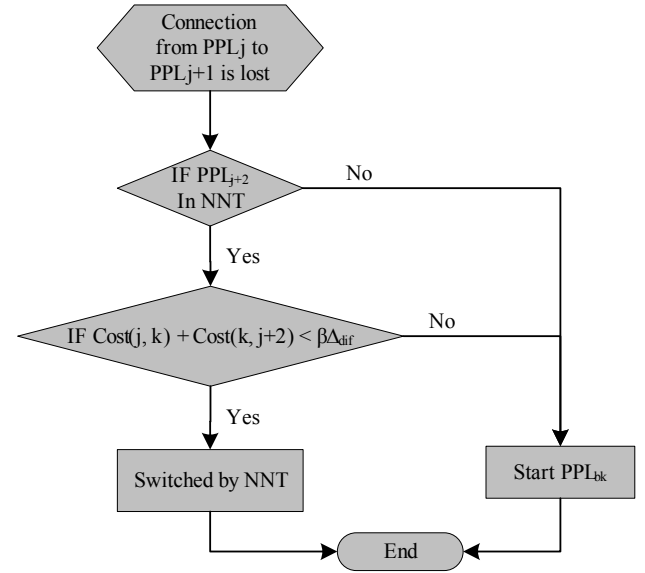 Connection
from PPLj to
PPLj+1 is lost
IF PPLj+2
In NNT
No
Yes
IF Cost(j, k) + Cost(k, j+2) < βΔdif
No
Yes
Switched by NNT
Start PPLbk
End